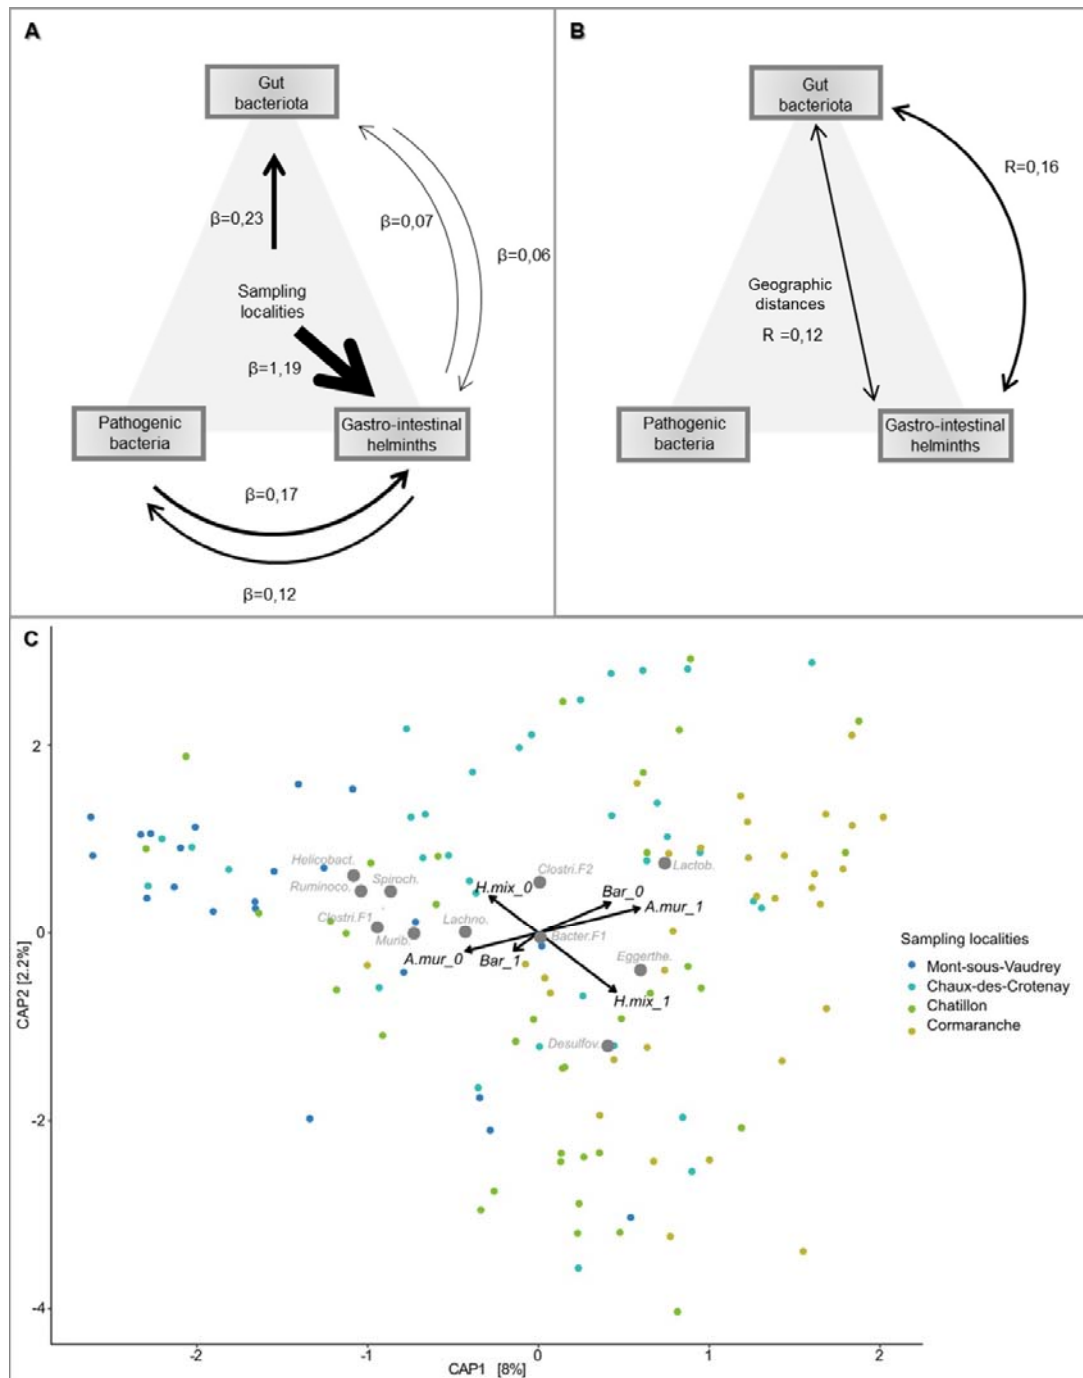 A
Gut
bacteriota
β=0,23
β=0,07
β=0,06
Sampling
localities
β=1,19
Pathogenic
bacteria
Gastro-intestinal
helminths
β=0,17
β=0,12
B
Gut
bacteriota
R=0,16
Geographic
distances
R =0,12
Pathogenic
bacteria
Gastro-intestinal
helminths
C
2
0
-2
-4
CAP2 [2.2%]
Helicobact.
Ruminoco.
Spiroch.
Clostri.F1
Murib.
Lachno.
Clostri.F2
Lactob.
H.mix_0
Bar_0
A.mur_1
A.mur_0
Bar_1
Bacter.F1
Eggerthe.
H.mix_1
Desulfov.
-2
-1
0
1
2
CAP1 [8%]
Sampling localities
Mont-sous-Vaudrey
Chaux-des-Crotenay
Chatillon
Cormaranche